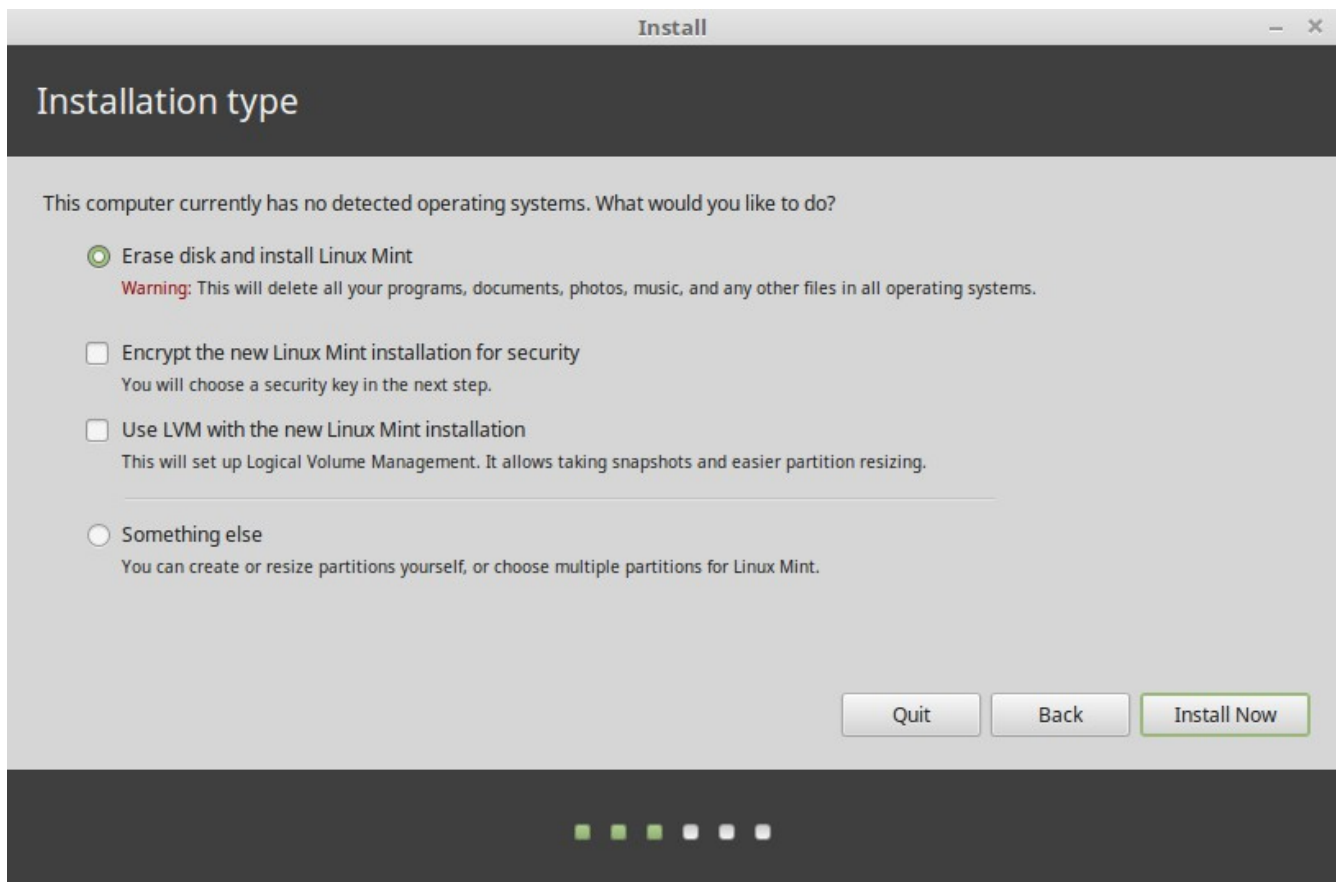 Install
Installation type
This computer currently has no detected operating systems. What would you like to do?
Erase disk and install Linux Mint
Warning: This will delete all your programs, documents, photos, music, and any other files in all operating systems.
Encrypt the new Linux Mint installation for security
You will choose a security key in the next step.
Use LVM with the new Linux Mint installation
This will set up Logical Volume Management. It allows taking snapshots and easier partition resizing.
Something else
You can create or resize partitions yourself, or choose multiple partitions for Linux Mint.
Quit Back Install Now